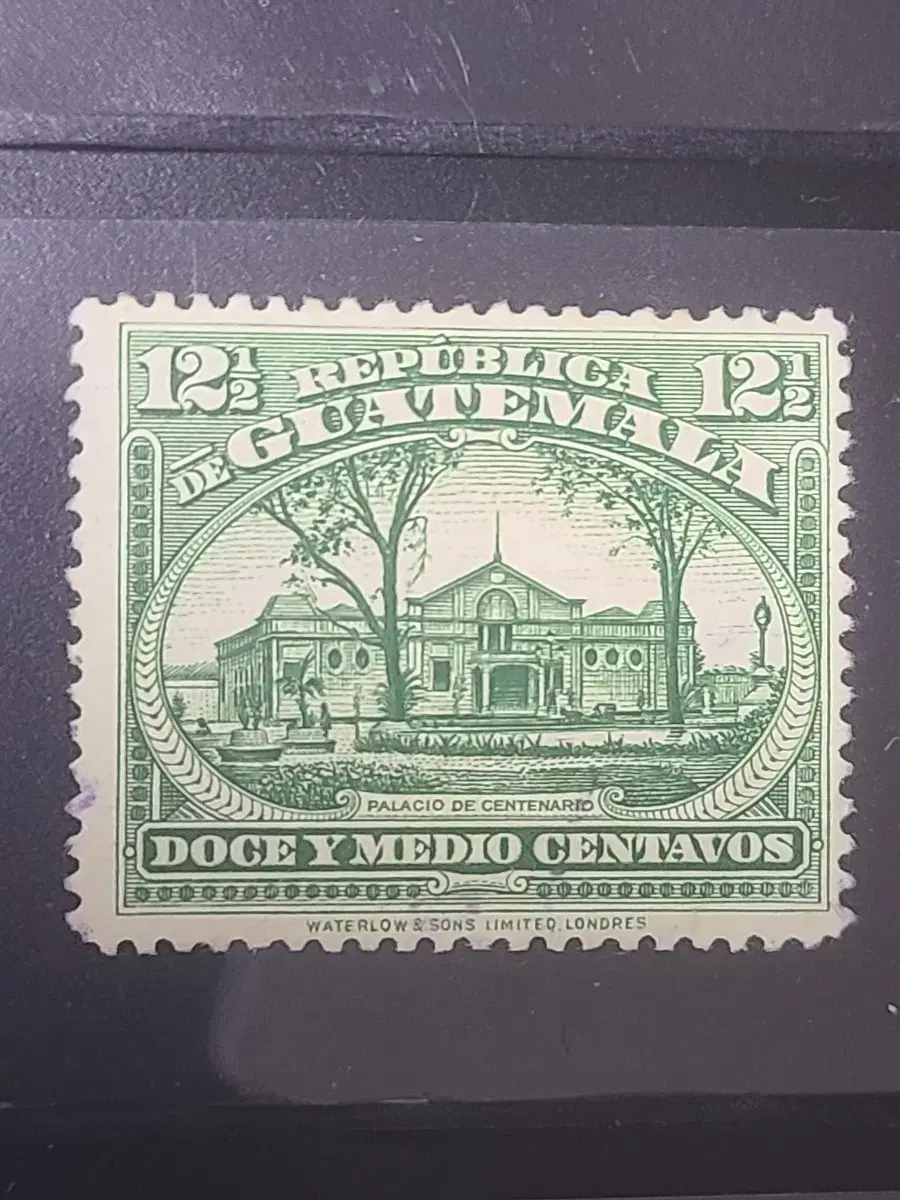 12½ REPÚBLICA 12½
DE GUATEMALA
PALACIO DE CENTENARIO
DOCE Y MEDIO CENTAVOS
WATERLOW & SONS LIMITED, LONDRES